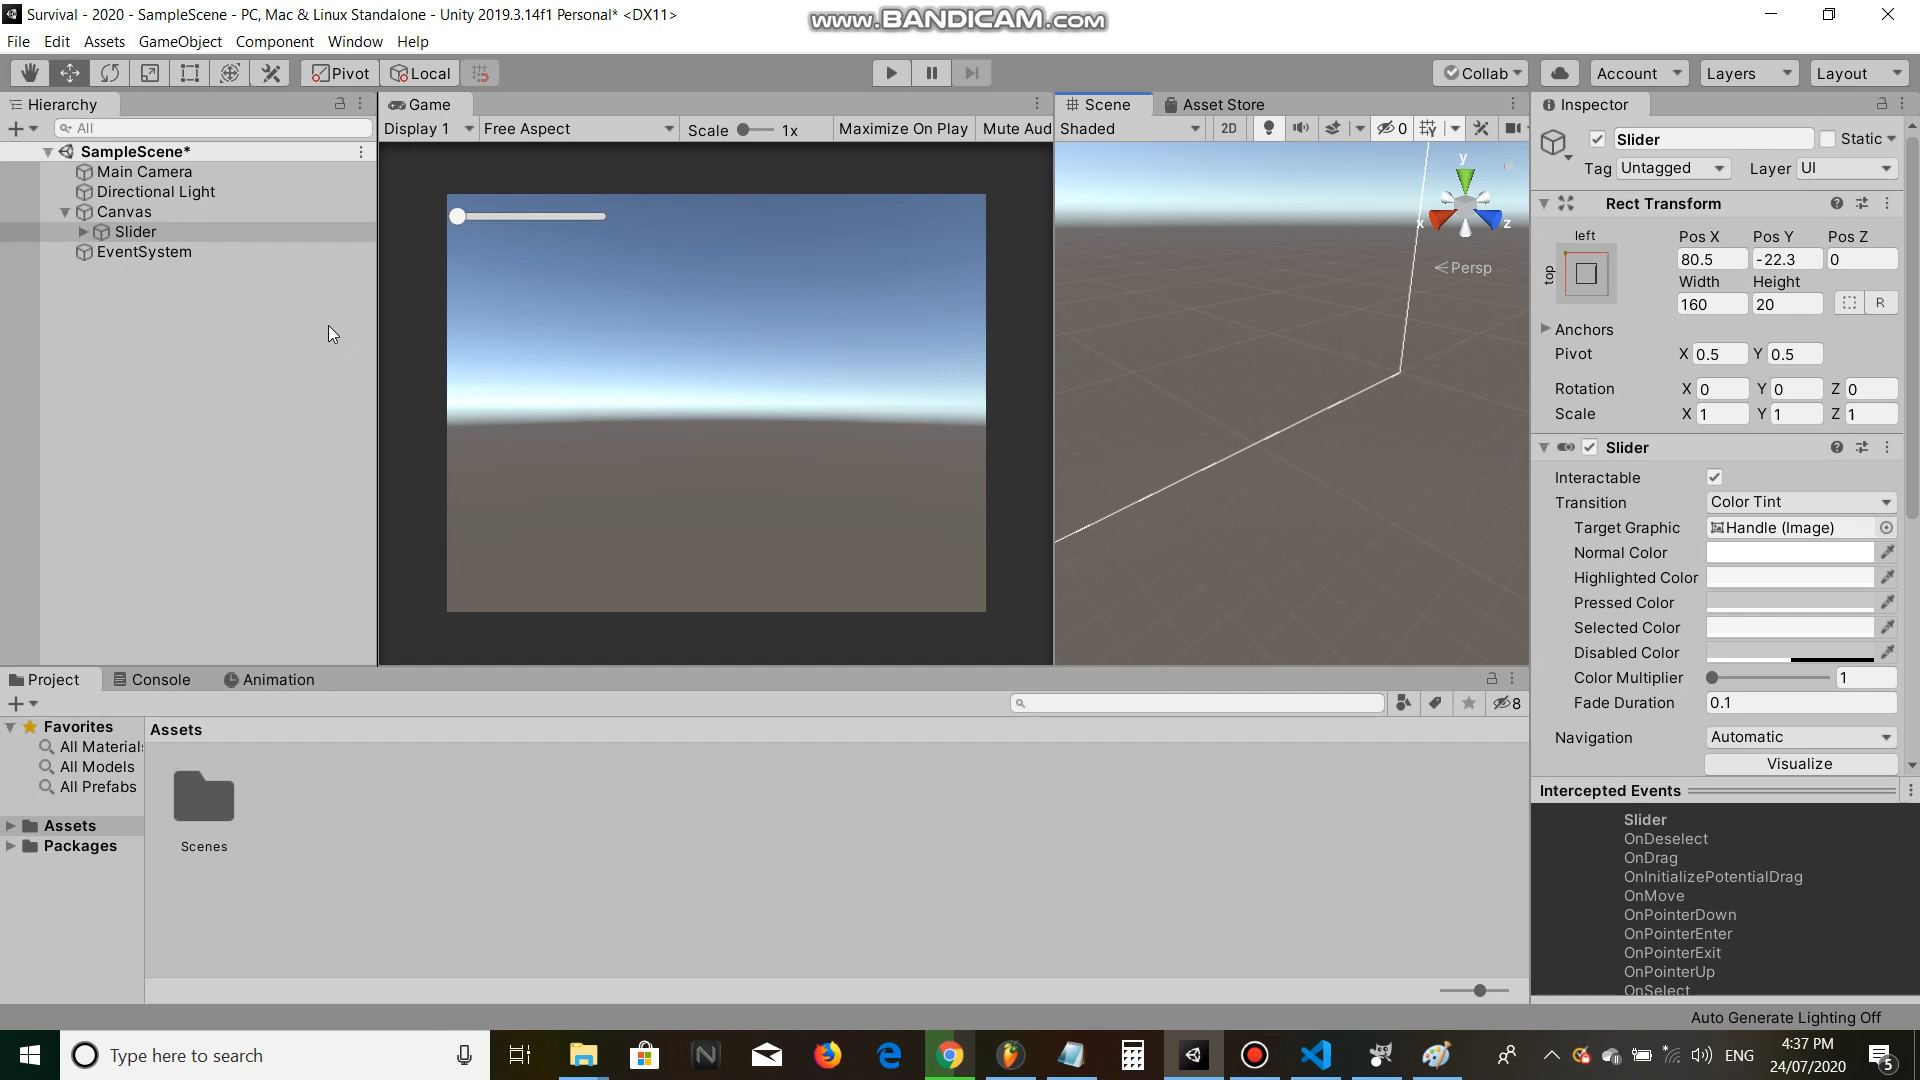 Survival - 2020 - SampleScene - PC, Mac & Linux Standalone - Unity 2019.3.14f1 Personal* <DX11>
www.BANDICAM.com
File Edit Assets GameObject Component Window Help
Pivot Local Collab Account Layers Layout
Hierarchy
All
SampleScene*
Main Camera
Directional Light
Canvas
Slider
EventSystem
Game
Display 1 Free Aspect Scale 1x Maximize On Play Mute Aud
Scene Asset Store
Shaded 2D 0
y
x z
Persp
Inspector
Slider Static
Tag Untagged Layer UI
Rect Transform
left
top
Pos X Pos Y Pos Z
80.5 -22.3 0
Width Height
160 20 R
Anchors
Pivot X 0.5 Y 0.5
Rotation X 0 Y 0 Z 0
Scale X 1 Y 1 Z 1
Slider
Interactable
Transition Color Tint
Target Graphic Handle (Image)
Normal Color
Highlighted Color
Pressed Color
Selected Color
Disabled Color
Color Multiplier 1
Fade Duration 0.1
Navigation Automatic
Visualize
Intercepted Events
Slider
OnDeselect
OnDrag
OnInitializePotentialDrag
OnMove
OnPointerDown
OnPointerEnter
OnPointerExit
OnPointerUp
OnSelect
Project Console Animation
8
Favorites
All Materials
All Models
All Prefabs
Assets
Packages
Assets
Scenes
Auto Generate Lighting Off
Type here to search
ENG
4:37 PM
24/07/2020
5